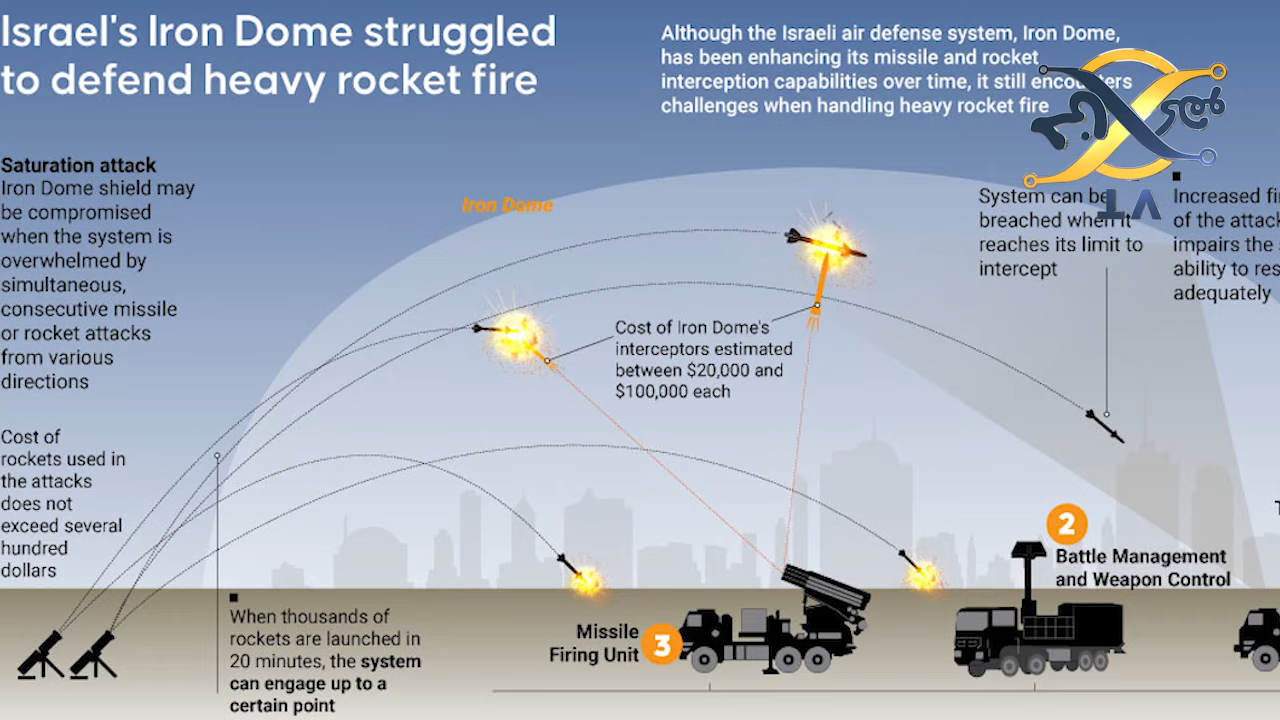 Israel's Iron Dome struggled
to defend heavy rocket fire
Although the Israeli air defense system, Iron Dome,
has been enhancing its missile and rocket
interception capabilities over time, it still encounters
challenges when handling heavy rocket fire
Saturation attack
Iron Dome shield may
be compromised
when the system is
overwhelmed by
simultaneous,
consecutive missile
or rocket attacks
from various
directions
Cost of
rockets used in
the attacks
does not
exceed several
hundred
dollars
Iron Dome
Cost of Iron Dome's
interceptors estimated
between $20,000 and
$100,000 each
System can be
breached when it
reaches its limit to
intercept
Increased
of the
impairs the
ability to
adequately
When thousands of
rockets are launched in
20 minutes, the system
can engage up to a
certain point
Missile
Firing Unit
3
2
Battle Management
and Weapon Control